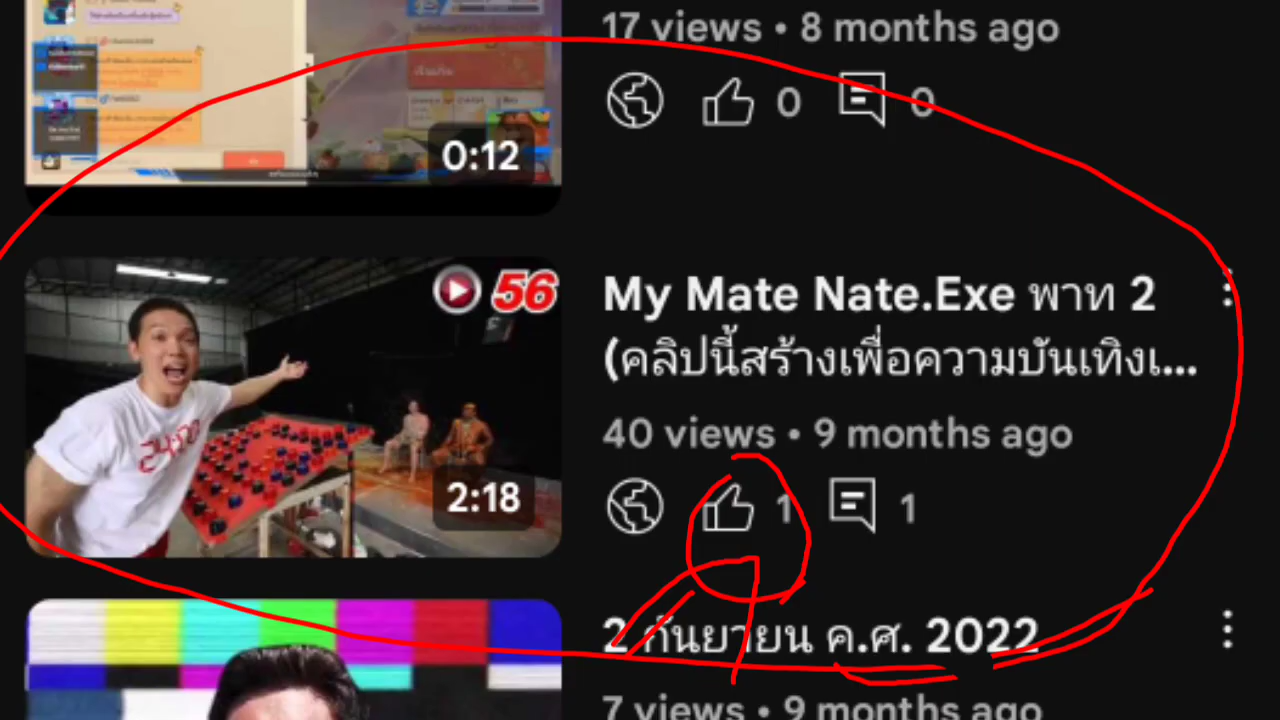 17 views • 8 months ago
0 0
0:12
56
My Mate Nate.Exe พาท 2
(คลิปนี้สร้างเพื่อความบันเทิงเ...
40 views • 9 months ago
2:18
1 1
2 กันยายน ค.ศ. 2022
7 views • 9 months ago